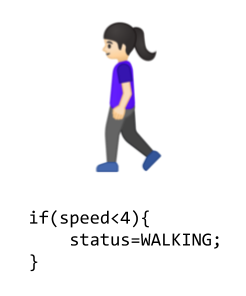 if(speed<4){
    status=WALKING;
}